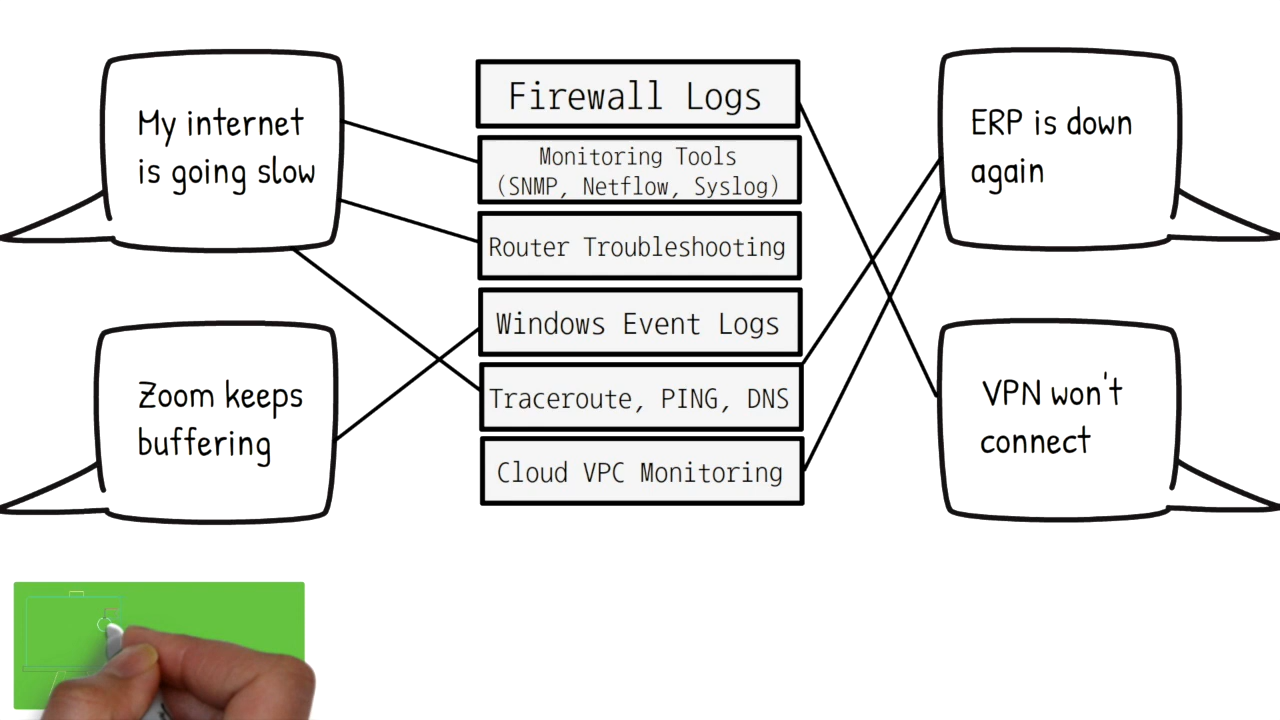 My internet
is going slow
Zoom keeps
buffering
Firewall Logs
Monitoring Tools
(SNMP, Netflow, Syslog)
Router Troubleshooting
Windows Event Logs
Traceroute, PING, DNS
Cloud VPC Monitoring
ERP is down
again
VPN won't
connect